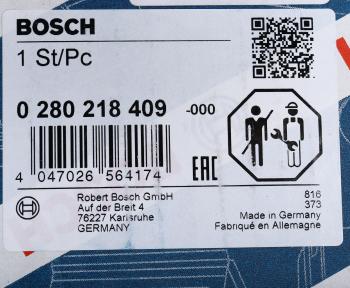 BOSCH
1 St/Pc
0 280 218 409 -000
4 047026 564174
EAC
Robert Bosch GmbH
Auf der Breit 4
76227 Karlsruhe
GERMANY
816
373
Made in Germany
Fabriqué en Allemagne